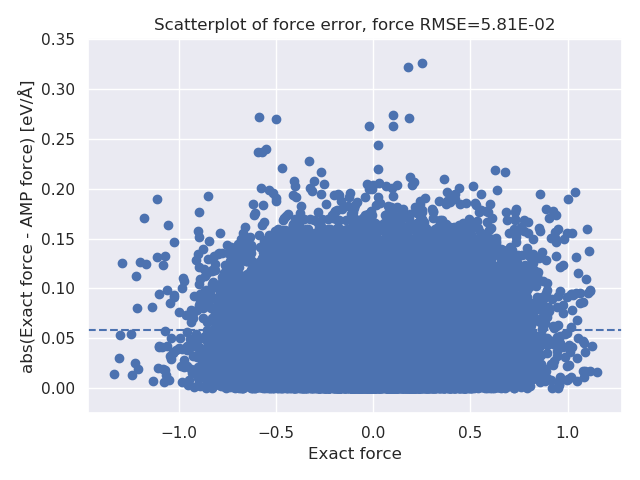 Scatterplot of force error, force RMSE=5.81E-02
abs(Exact force - AMP force) [eV/Å]
0.35
0.30
0.25
0.20
0.15
0.10
0.05
0.00
−1.0 −0.5 0.0 0.5 1.0
Exact force